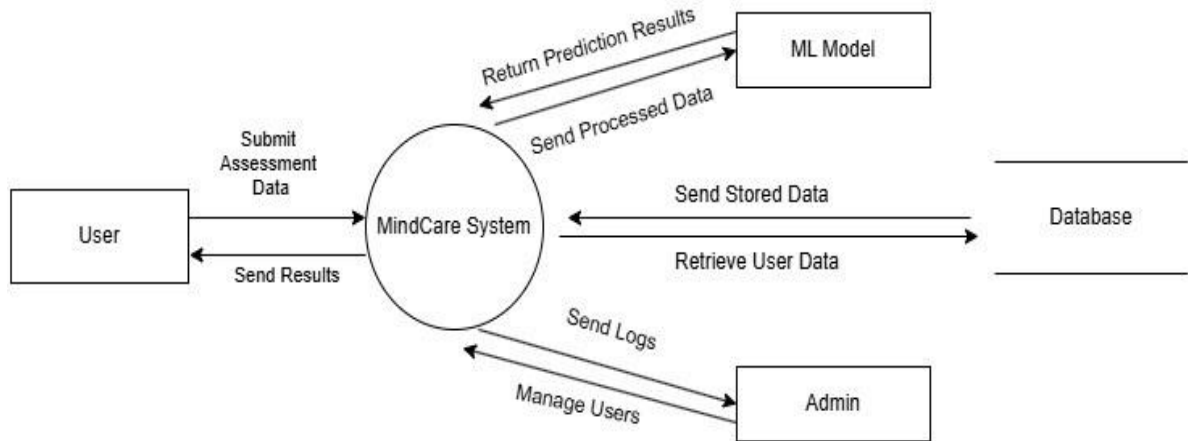 Return Prediction Results
ML Model
Send Processed Data
Submit
Assessment
Data
Send Stored Data
User
MindCare System
Database
Send Results
Retrieve User Data
Send Logs
Manage Users
Admin